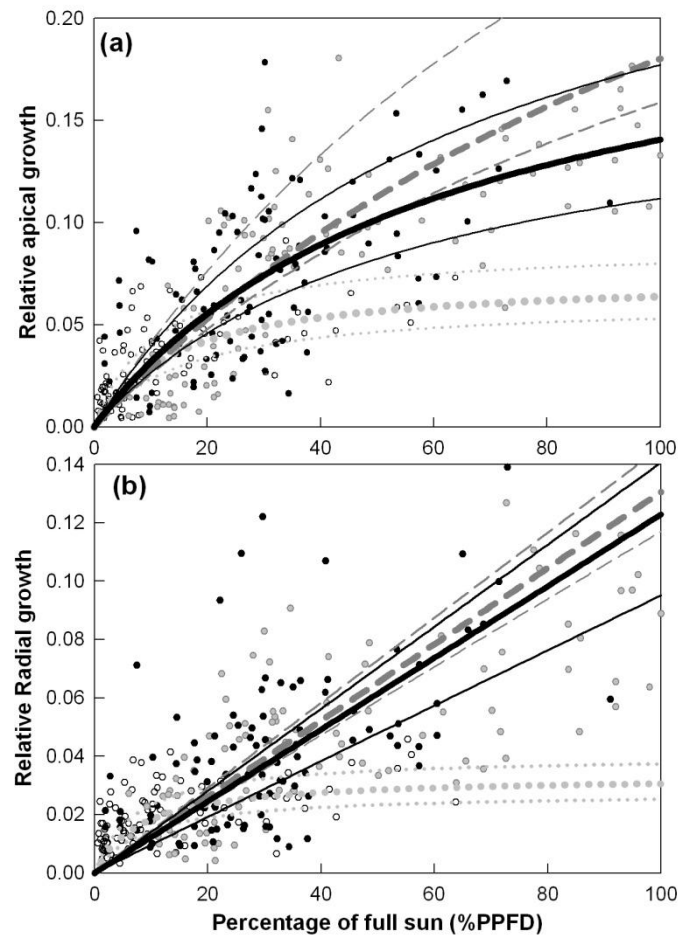 (a)
Relative apical growth
0.20
0.15
0.10
0.05
0.00
0 20 40 60 80 100
(b)
Relative Radial growth
0.14
0.12
0.10
0.08
0.06
0.04
0.02
0.00
0 20 40 60 80 100
Percentage of full sun (%PPFD)